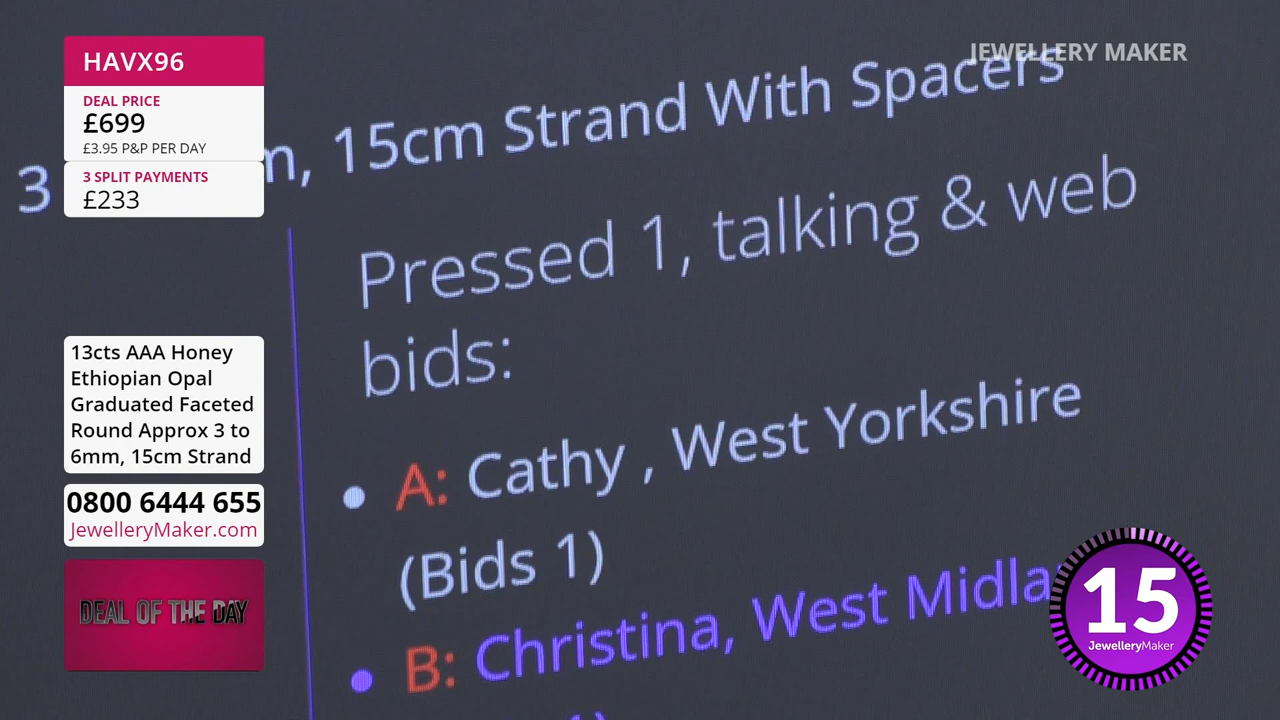 HAVX96
DEAL PRICE
£699
£3.95 P&P PER DAY
3 SPLIT PAYMENTS
£233
13cts AAA Honey
Ethiopian Opal
Graduated Faceted
Round Approx 3 to
6mm, 15cm Strand
0800 6444 655
JewelleryMaker.com
DEAL OF THE DAY
JEWELLERY MAKER
3 m, 15cm Strand With Spacers
Pressed 1, talking & web
bids:
• A: Cathy , West Yorkshire
(Bids 1)
• B: Christina, West
15
JewelleryMaker